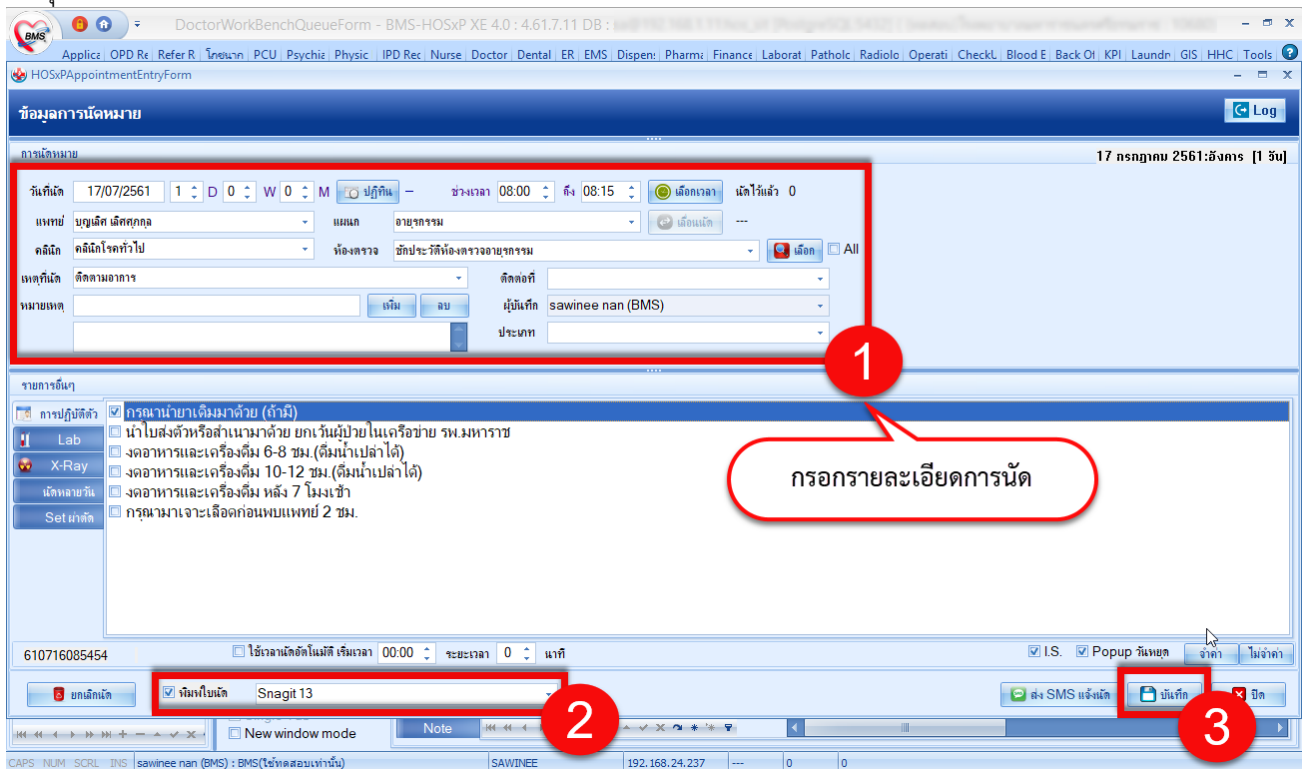 BMS DoctorWorkBenchQueueForm - BMS-HOSxP XE 4.0 : 4.61.7.11 DB :
Applica OPD Re Refer R โภชนาก PCU Psychia Physic IPD Rec Nurse Doctor Dental ER EMS Dispens Pharma Finance Laborat Patholc Radiolo Operati CheckL Blood E Back Of KPI Laundr GIS HHC Tools
HOSxPAppointmentEntryForm
ข้อมูลการนัดหมาย Log
การนัดหมาย 17 กรกฎาคม 2561:อังคาร [1 วัน]
วันที่นัด 17/07/2561 1 D 0 W 0 M ปฏิทิน – ช่วงเวลา 08:00 ถึง 08:15 เลือกเวลา นัดไว้แล้ว 0
แพทย์ บุญเลิศ เลิศศุภกุล แผนก อายุรกรรม เลื่อนนัด ---
คลินิก คลินิกโรคทั่วไป ห้องตรวจ ซักประวัติห้องตรวจอายุรกรรม เลือก All
เหตุที่นัด ติดตามอาการ ติดต่อที่
หมายเหตุ เพิ่ม ลบ ผู้บันทึก sawinee nan (BMS)
ประเภท
1
รายการอื่นๆ
การปฏิบัติตัว กรุณานำยาเดิมมาด้วย (ถ้ามี)
นำใบส่งตัวหรือสำเนามาด้วย ยกเว้นผู้ป่วยในเครือข่าย รพ.มหาราช
Lab งดอาหารและเครื่องดื่ม 6-8 ชม.(ดื่มน้ำเปล่าได้)
X-Ray งดอาหารและเครื่องดื่ม 10-12 ชม.(ดื่มน้ำเปล่าได้)
นัดหลายวัน งดอาหารและเครื่องดื่ม หลัง 7 โมงเช้า
Set ผ่าตัด กรุณามาเจาะเลือดก่อนพบแพทย์ 2 ชม.
กรอกรายละเอียดการนัด
610716085454 ใช้เวลานัดอัตโนมัติ เริ่มเวลา 00:00 ระยะเวลา 0 นาที I.S. Popup วันหยุด จำค่า ไม่จำค่า
ยกเลิกนัด พิมพ์ใบนัด Snagit 13 2 ส่ง SMS แจ้งนัด บันทึก 3 ปิด
New window mode Note
CAPS NUM SCRL INS sawinee nan (BMS) : BMS(ใช้ทดสอบเท่านั้น) SAWINEE 192.168.24.237 --- 0 0